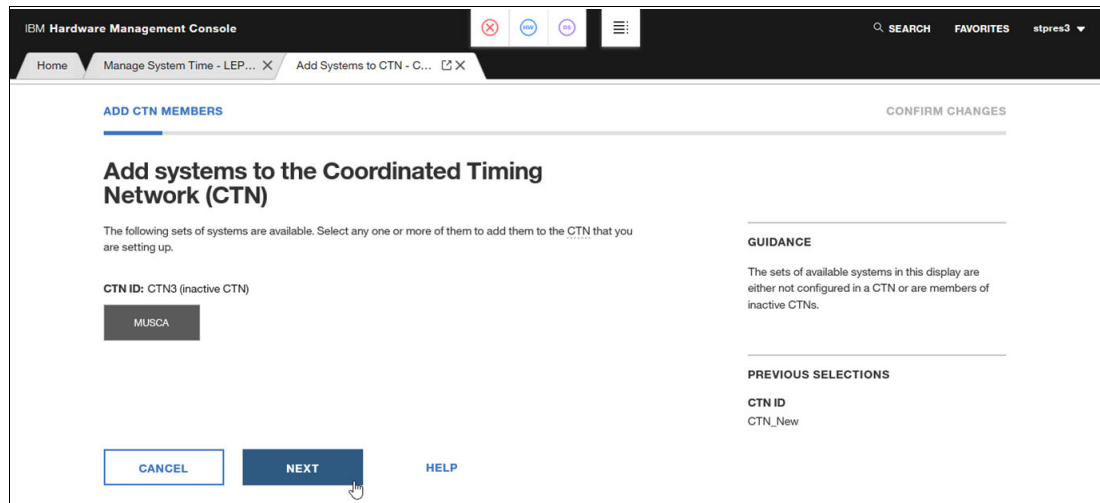 IBM Hardware Management Console
HW
OS
SEARCH
FAVORITES
stpres3
Home
Manage System Time - LEP...
Add Systems to CTN - C...
ADD CTN MEMBERS
CONFIRM CHANGES
Add systems to the Coordinated Timing
Network (CTN)
The following sets of systems are available. Select any one or more of them to add them to the CTN that you
are setting up.
CTN ID: CTN3 (inactive CTN)
MUSCA
GUIDANCE
The sets of available systems in this display are
either not configured in a CTN or are members of
inactive CTNs.
PREVIOUS SELECTIONS
CTN ID
CTN_New
CANCEL
NEXT
HELP